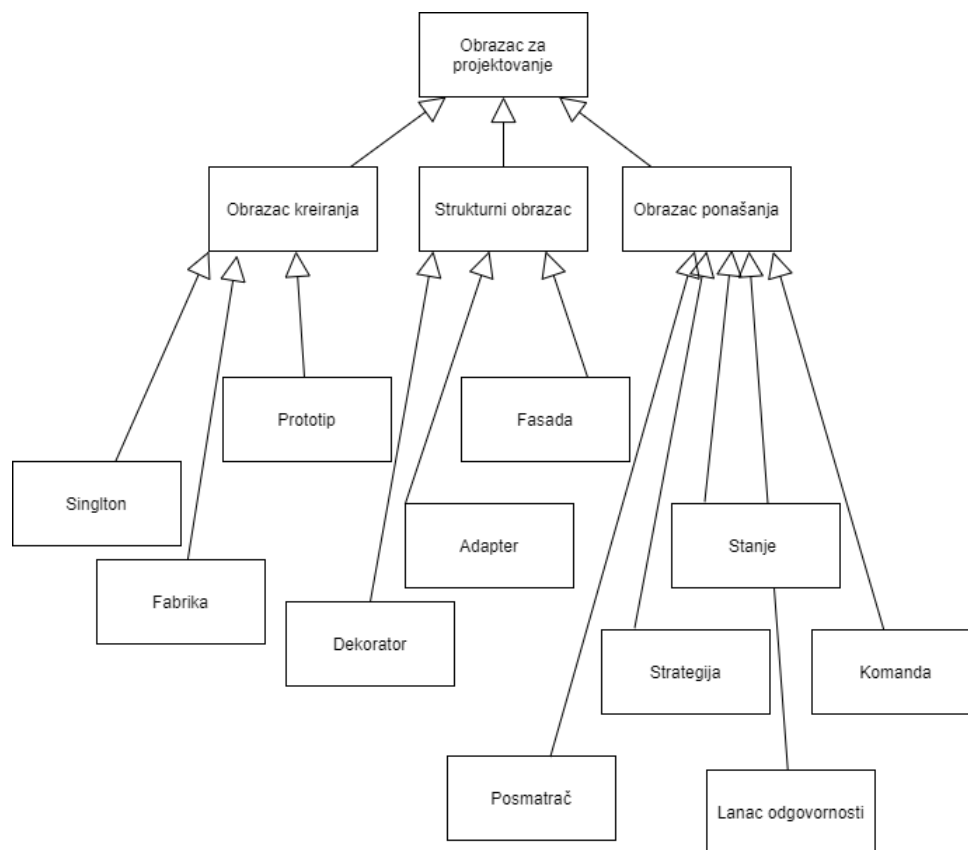 Obrazac za
projektovanje
Obrazac kreiranja
Strukturni obrazac
Obrazac ponašanja
Prototip
Fasada
Singlton
Adapter
Stanje
Fabrika
Dekorator
Strategija
Komanda
Posmatrač
Lanac odgovornosti